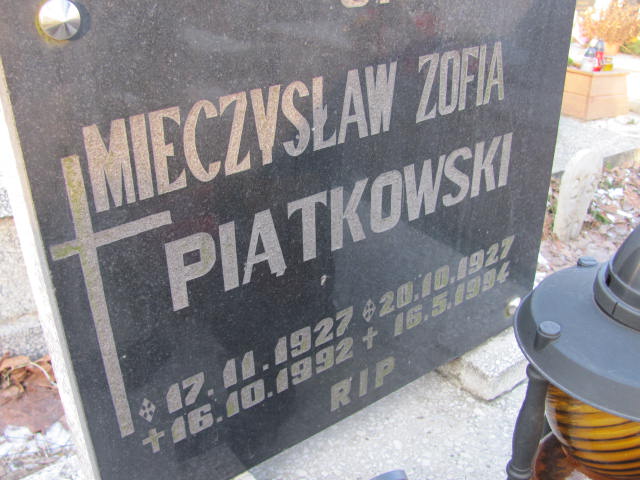 MIECZYSŁAW ZOFIA
PIĄTKOWSKI
17.11.1927 20.10.1927
16.10.1992 16.5.1994
RIP